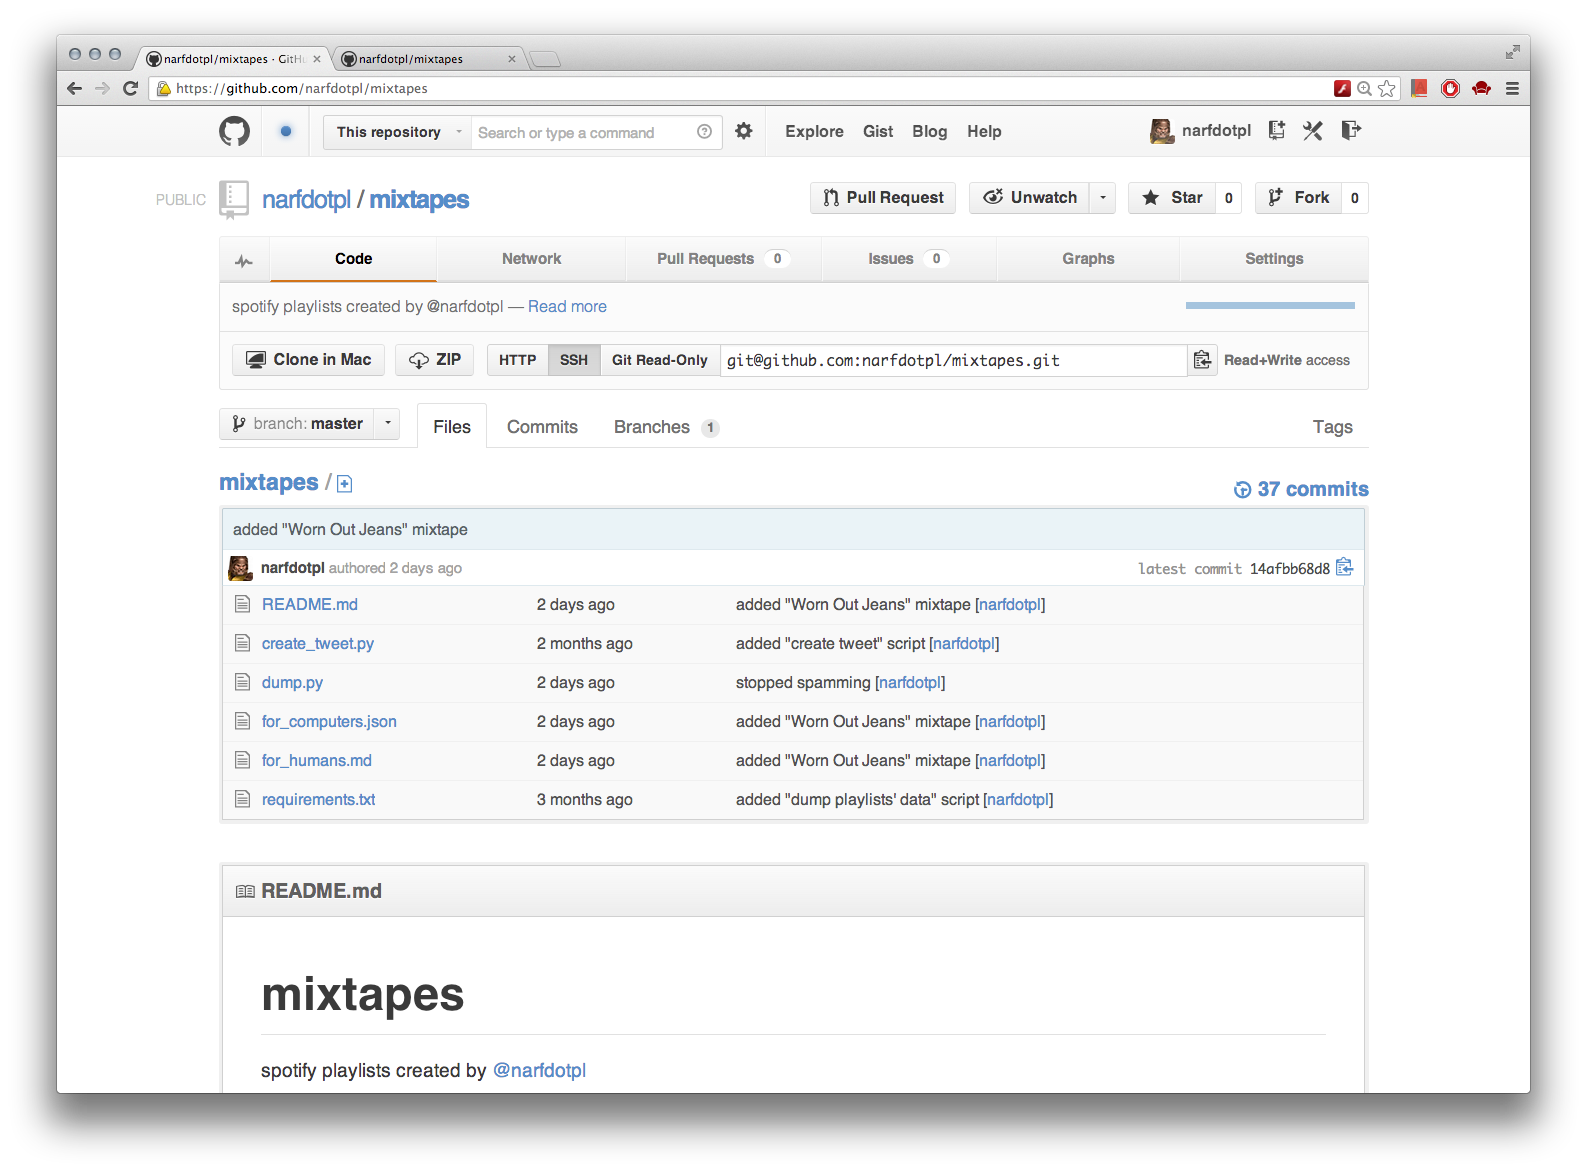 narfdotpl/mixtapes · GitHu
narfdotpl/mixtapes
https://github.com/narfdotpl/mixtapes
This repository
Search or type a command
Explore Gist Blog Help
narfdotpl
PUBLIC
narfdotpl / mixtapes
Pull Request
Unwatch
Star 0
Fork 0
Code
Network
Pull Requests 0
Issues 0
Graphs
Settings
spotify playlists created by @narfdotpl — Read more
Clone in Mac
ZIP
HTTP SSH Git Read-Only git@github.com:narfdotpl/mixtapes.git Read+Write access
branch: master
Files
Commits
Branches 1
Tags
mixtapes /
37 commits
added "Worn Out Jeans" mixtape
narfdotpl authored 2 days ago
latest commit 14afbb68d8
README.md 2 days ago added "Worn Out Jeans" mixtape [narfdotpl]
create_tweet.py 2 months ago added "create tweet" script [narfdotpl]
dump.py 2 days ago stopped spamming [narfdotpl]
for_computers.json 2 days ago added "Worn Out Jeans" mixtape [narfdotpl]
for_humans.md 2 days ago added "Worn Out Jeans" mixtape [narfdotpl]
requirements.txt 3 months ago added "dump playlists' data" script [narfdotpl]
README.md
mixtapes
spotify playlists created by @narfdotpl